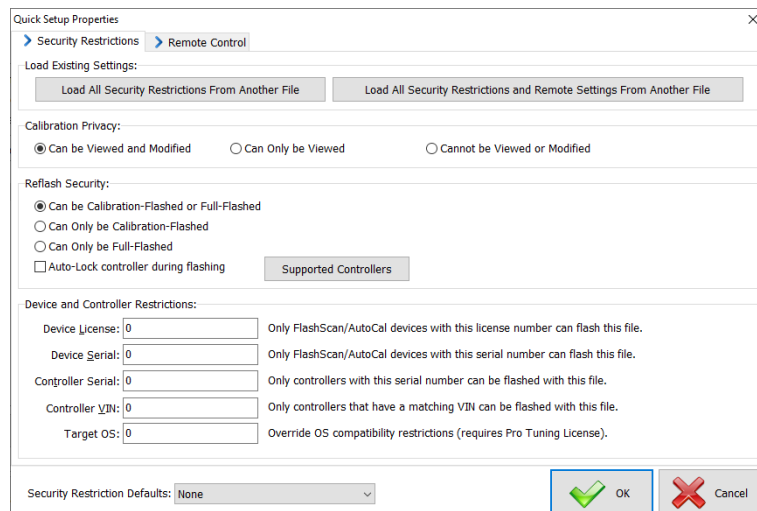 Quick Setup Properties
Security Restrictions Remote Control
Load Existing Settings:
Load All Security Restrictions From Another File Load All Security Restrictions and Remote Settings From Another File
Calibration Privacy:
Can be Viewed and Modified Can Only be Viewed Cannot be Viewed or Modified
Reflash Security:
Can be Calibration-Flashed or Full-Flashed
Can Only be Calibration-Flashed
Can Only be Full-Flashed
Auto-Lock controller during flashing Supported Controllers
Device and Controller Restrictions:
Device License: 0 Only FlashScan/AutoCal devices with this license number can flash this file.
Device Serial: 0 Only FlashScan/AutoCal devices with this serial number can flash this file.
Controller Serial: 0 Only controllers with this serial number can be flashed with this file.
Controller VIN: 0 Only controllers that have a matching VIN can be flashed with this file.
Target OS: 0 Override OS compatibility restrictions (requires Pro Tuning License).
Security Restriction Defaults: None OK Cancel